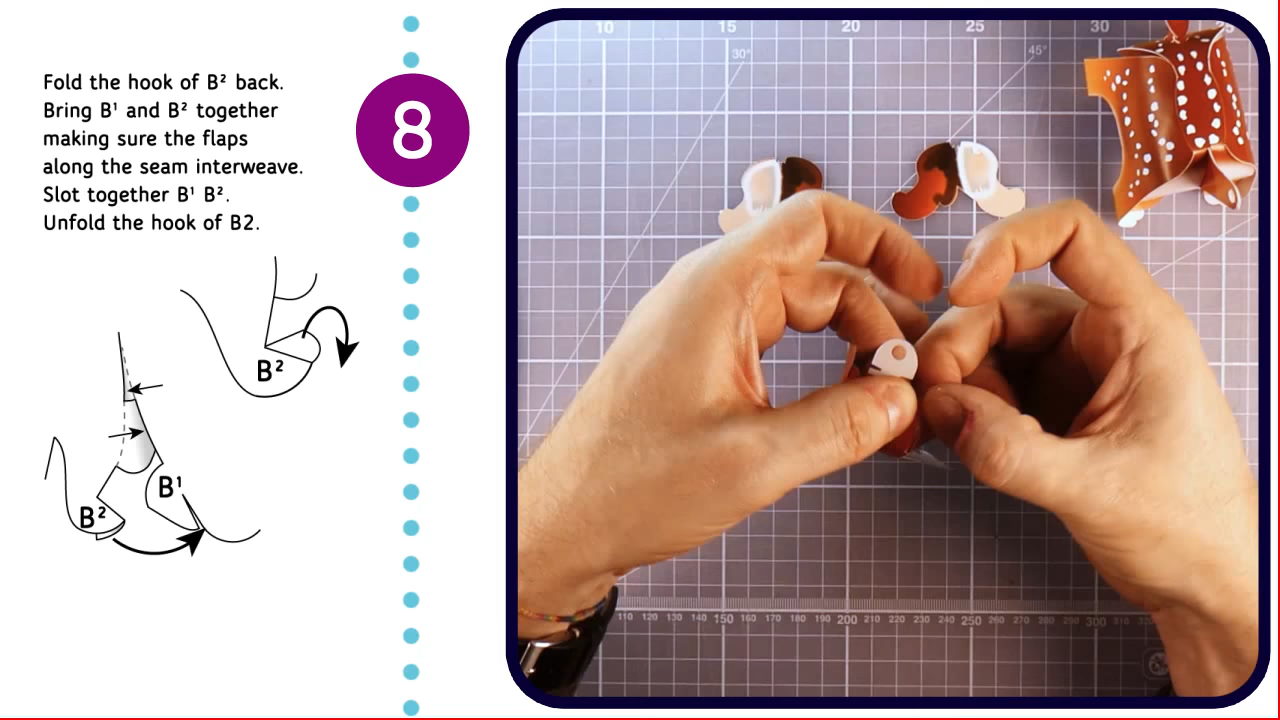 Fold the hook of B² back.
Bring B¹ and B² together
making sure the flaps
along the seam interweave.
Slot together B¹ B².
Unfold the hook of B2.
8
B²
B¹
B²
10
15
20
25
30
30°
45°
110 120 130 140 150 160 170 180 190 200 210 220 230 240 250 260 270 280 290 300 310